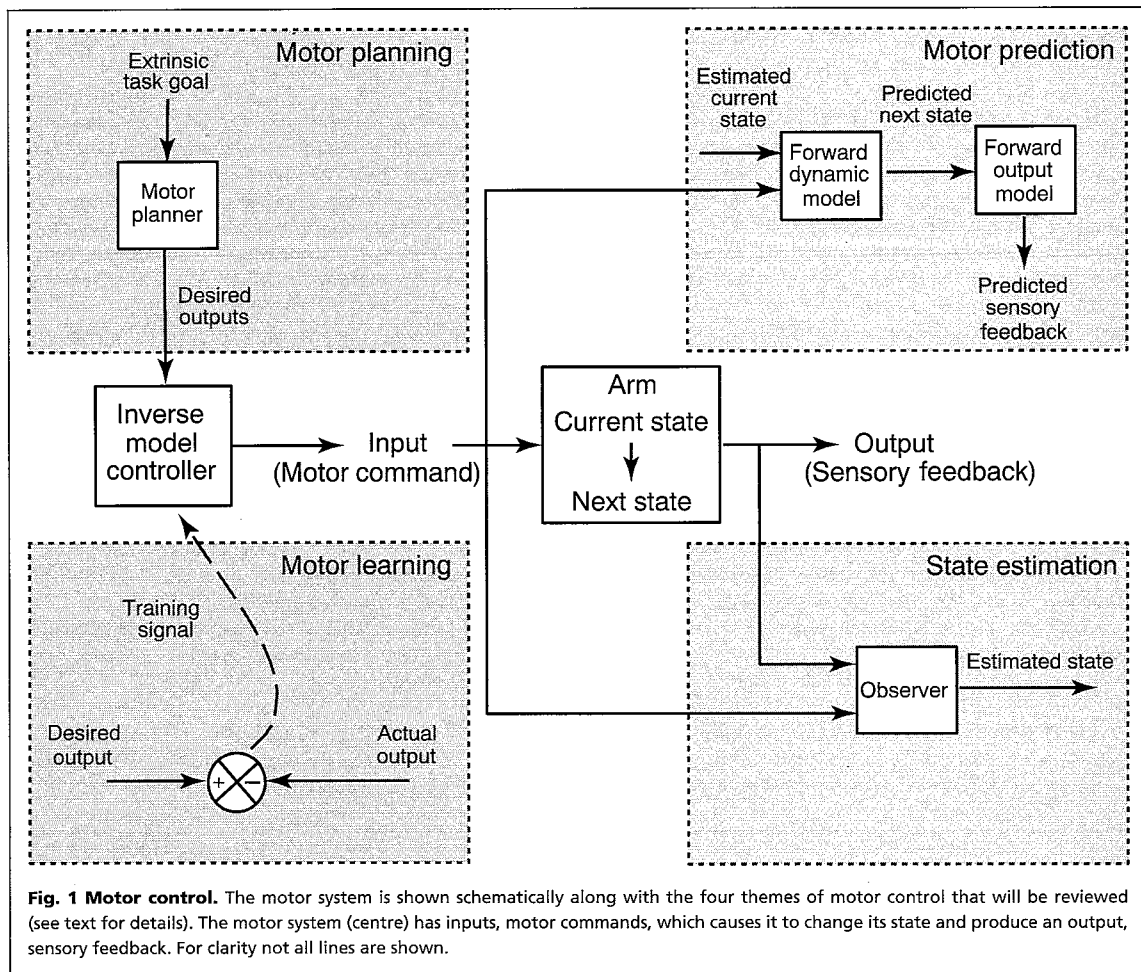 Motor planning
Extrinsic
task goal
Motor
planner
Desired
outputs
Motor prediction
Estimated
current
state
Predicted
next state
Forward
dynamic
model
Forward
output
model
Predicted
sensory
feedback
Inverse
model
controller
Input
(Motor command)
Arm
Current state
Next state
Output
(Sensory feedback)
Motor learning
Training
signal
Desired
output
+
−
Actual
output
State estimation
Observer
Estimated state
Fig. 1 Motor control. The motor system is shown schematically along with the four themes of motor control that will be reviewed
(see text for details). The motor system (centre) has inputs, motor commands, which causes it to change its state and produce an output,
sensory feedback. For clarity not all lines are shown.